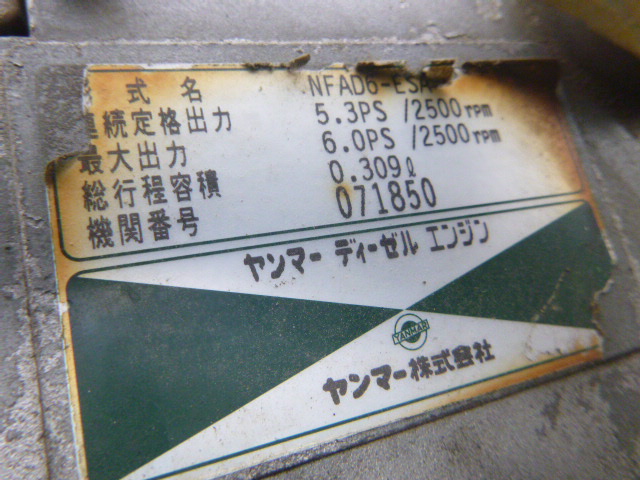 形式名 NFAD6-ESA
連続定格出力 5.3PS /2500rpm
最大出力 6.0PS /2500rpm
総行程容積 0.309ℓ
機関番号 071850
ヤンマー ディーゼル エンジン
YANMAR
ヤンマー株式会社